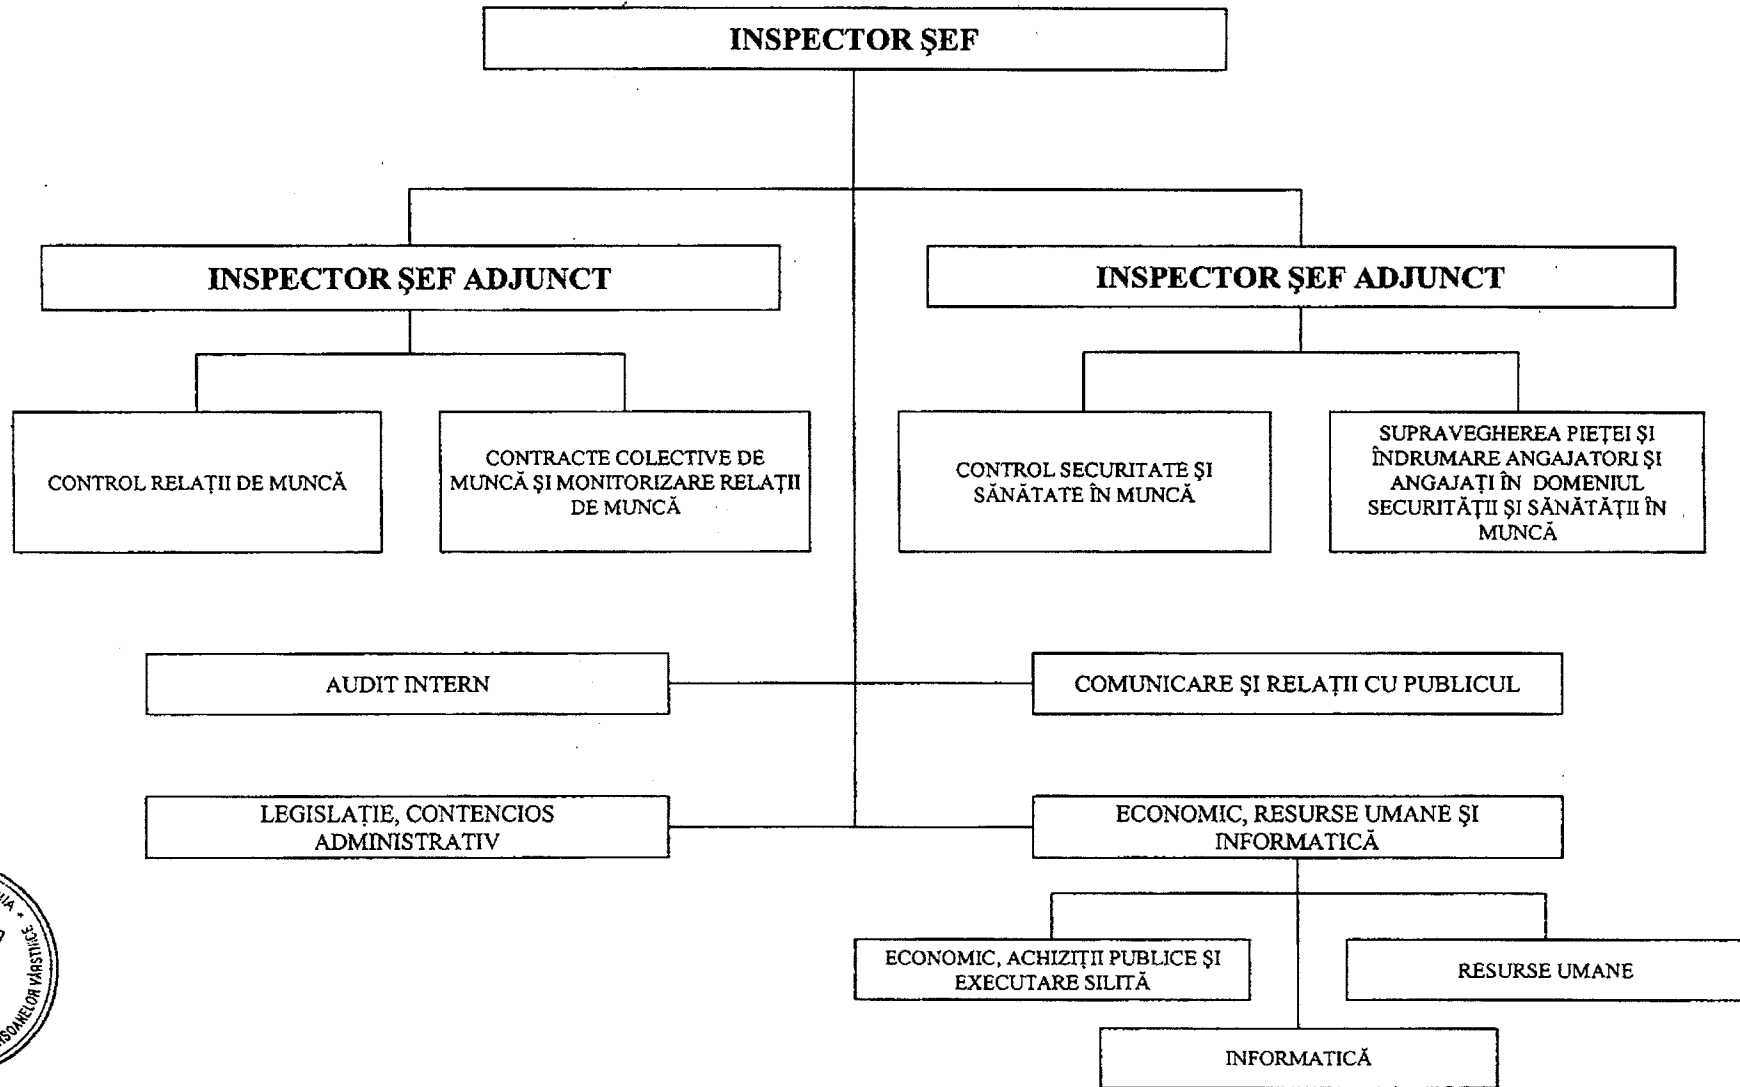 INSPECTOR ŞEF
INSPECTOR ŞEF ADJUNCT
INSPECTOR ŞEF ADJUNCT
CONTROL RELAŢII DE MUNCĂ
CONTRACTE COLECTIVE DE
MUNCĂ ŞI MONITORIZARE RELAŢII
DE MUNCĂ
CONTROL SECURITATE ŞI
SĂNĂTATE ÎN MUNCĂ
SUPRAVEGHEREA PIEŢEI ŞI
ÎNDRUMARE ANGAJATORI ŞI
ANGAJAŢI ÎN DOMENIUL
SECURITĂŢII ŞI SĂNĂTĂŢII ÎN
MUNCĂ
AUDIT INTERN
COMUNICARE ŞI RELAŢII CU PUBLICUL
LEGISLAŢIE, CONTENCIOS
ADMINISTRATIV
ECONOMIC, RESURSE UMANE ŞI
INFORMATICĂ
ECONOMIC, ACHIZIŢII PUBLICE ŞI
EXECUTARE SILITĂ
RESURSE UMANE
INFORMATICĂ
VÂRSTNICE